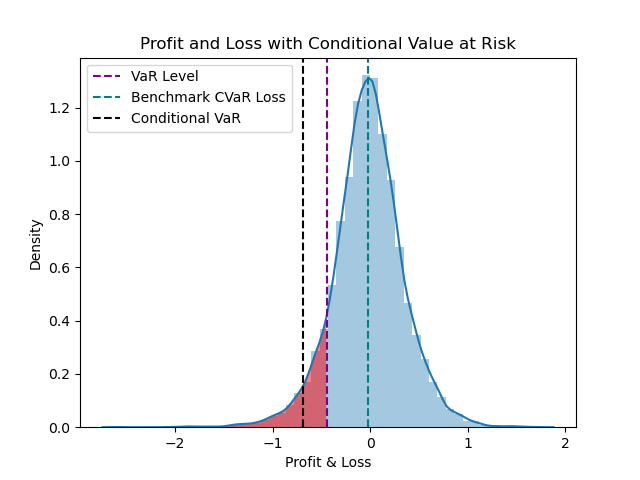 Profit and Loss with Conditional Value at Risk
VaR Level
Benchmark CVaR Loss
Conditional VaR
Density
1.2
1.0
0.8
0.6
0.4
0.2
0.0
−2
−1
0
1
2
Profit & Loss